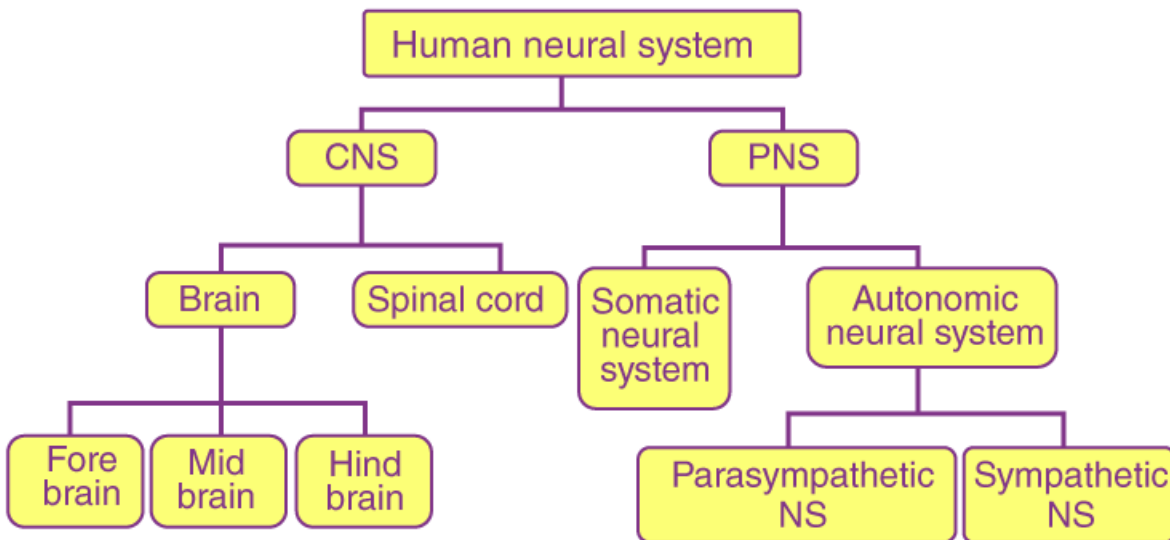 Human neural system
CNS
PNS
Brain
Spinal cord
Somatic
neural
system
Autonomic
neural system
Fore
brain
Mid
brain
Hind
brain
Parasympathetic
NS
Sympathetic
NS